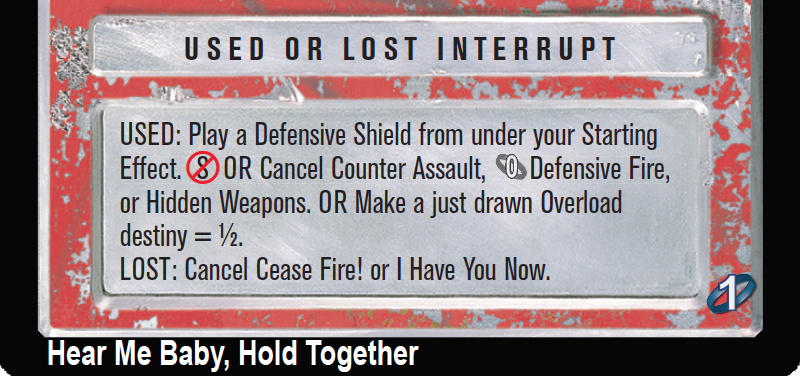 USED OR LOST INTERRUPT
USED: Play a Defensive Shield from under your Starting
Effect. 8 OR Cancel Counter Assault, 0 Defensive Fire,
or Hidden Weapons. OR Make a just drawn Overload
destiny = ½.
LOST: Cancel Cease Fire! or I Have You Now.
1
Hear Me Baby, Hold Together